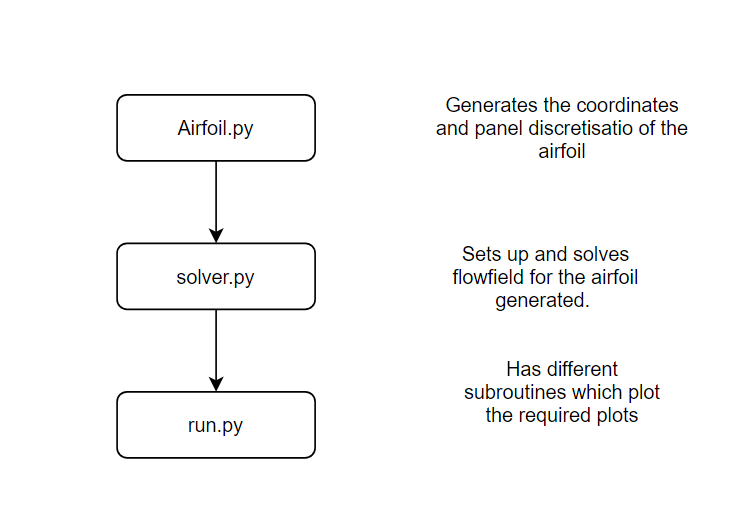 Airfoil.py
Generates the coordinates
and panel discretisatio of the
airfoil
solver.py
Sets up and solves
flowfield for the airfoil
generated.
run.py
Has different
subroutines which plot
the required plots